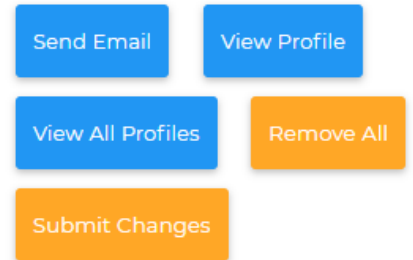 Send Email
View Profile
View All Profiles
Remove All
Submit Changes